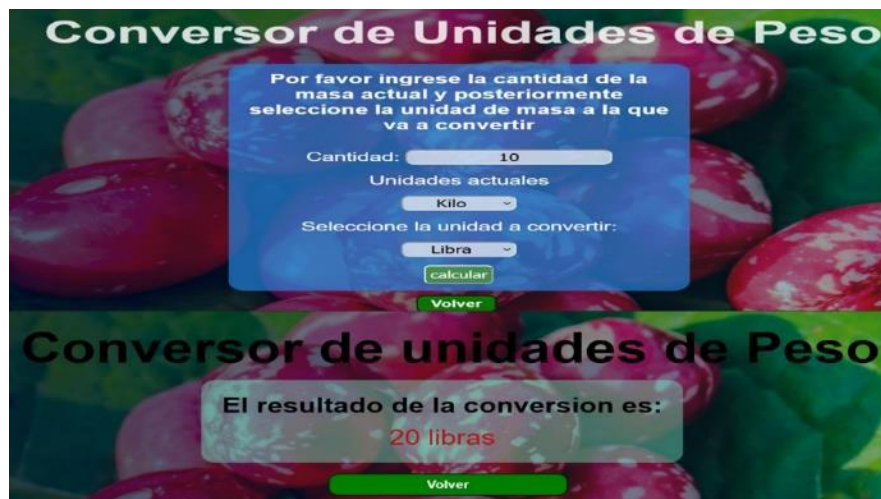 Conversor de Unidades de Peso
Por favor ingrese la cantidad de la
masa actual y posteriormente
seleccione la unidad de masa a la que
va a convertir
Cantidad: 10
Unidades actuales
Kilo
Seleccione la unidad a convertir:
Libra
calcular
Volver
Conversor de unidades de Peso
El resultado de la conversion es:
20 libras
Volver